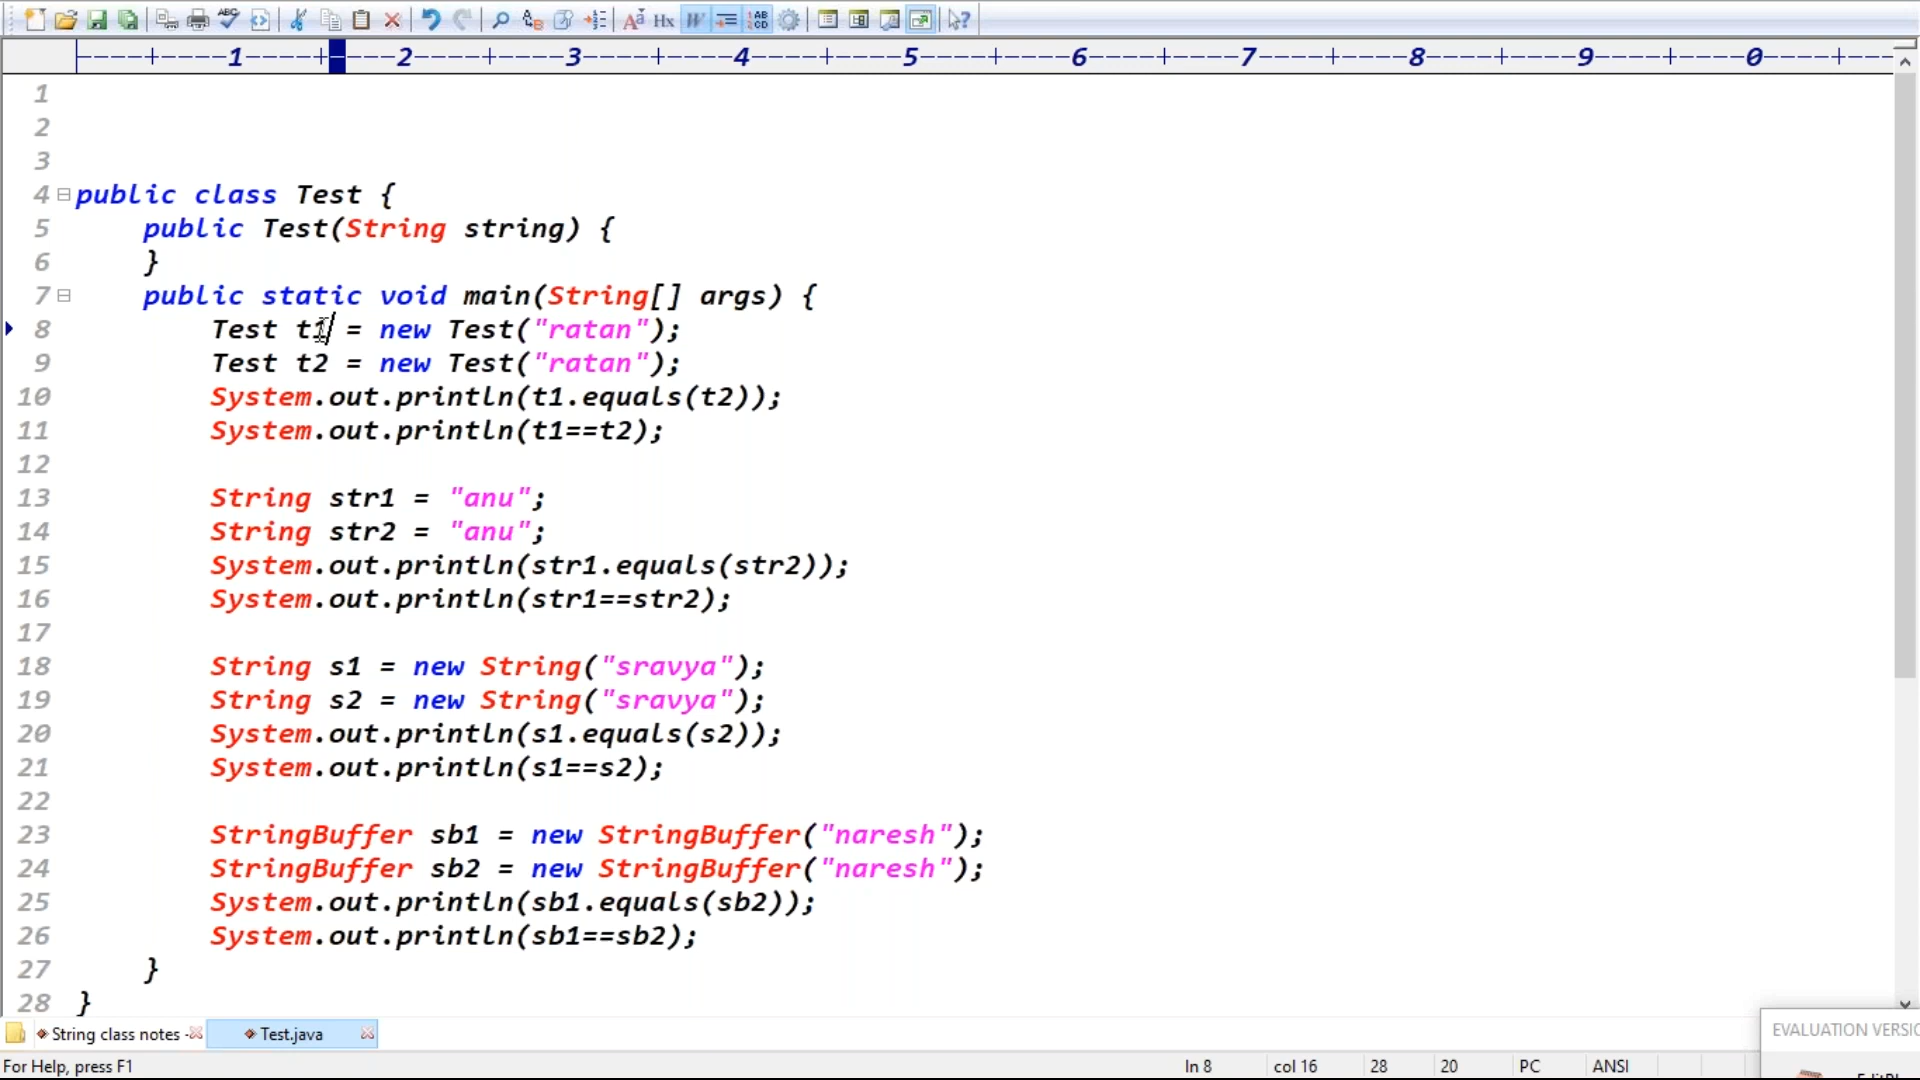 ----+----1----+----2----+----3----+----4----+----5----+----6----+----7----+----8----+----9----+----0----+---
1
2
3
4 public class Test {
5 public Test(String string) {
6 }
7 public static void main(String[] args) {
8 Test t1 = new Test("ratan");
9 Test t2 = new Test("ratan");
10 System.out.println(t1.equals(t2));
11 System.out.println(t1==t2);
12
13 String str1 = "anu";
14 String str2 = "anu";
15 System.out.println(str1.equals(str2));
16 System.out.println(str1==str2);
17
18 String s1 = new String("sravya");
19 String s2 = new String("sravya");
20 System.out.println(s1.equals(s2));
21 System.out.println(s1==s2);
22
23 StringBuffer sb1 = new StringBuffer("naresh");
24 StringBuffer sb2 = new StringBuffer("naresh");
25 System.out.println(sb1.equals(sb2));
26 System.out.println(sb1==sb2);
27 }
28 }
String class notes - Test.java
EVALUATION VERSIO
For Help, press F1 ln 8 col 16 28 20 PC ANSI